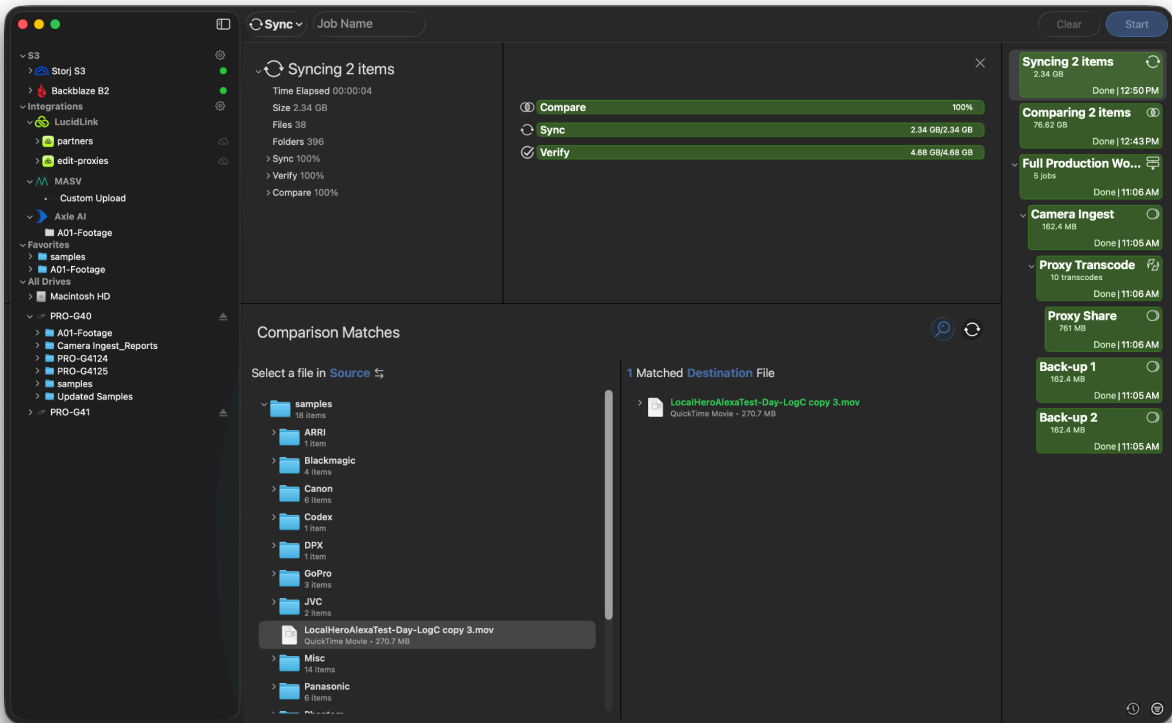 Sync
Job Name
Clear
Start
S3
Storj S3
Backblaze B2
Integrations
LucidLink
partners
edit-proxies
MASV
Custom Upload
Axle AI
A01-Footage
Favorites
samples
A01-Footage
All Drives
Macintosh HD
PRO-G40
A01-Footage
Camera Ingest_Reports
PRO-G4124
PRO-G4125
samples
Updated Samples
PRO-G41
Syncing 2 items
Time Elapsed 00:00:04
Size 2.34 GB
Files 38
Folders 396
Sync 100%
Verify 100%
Compare 100%
Compare 100%
Sync 2.34 GB/2.34 GB
Verify 4.68 GB/4.68 GB
Comparison Matches
Select a file in Source
samples
18 items
ARRI
1 item
Blackmagic
4 items
Canon
6 items
Codex
1 item
DPX
1 item
GoPro
3 items
JVC
2 items
LocalHeroAlexaTest-Day-LogC copy 3.mov
QuickTime Movie • 270.7 MB
Misc
14 items
Panasonic
6 items
1 Matched Destination File
LocalHeroAlexaTest-Day-LogC copy 3.mov
QuickTime Movie • 270.7 MB
Syncing 2 items
2.34 GB
Done | 12:50 PM
Comparing 2 items
76.62 GB
Done | 12:43 PM
Full Production Wo...
5 jobs
Done | 11:06 AM
Camera Ingest
162.4 MB
Done | 11:05 AM
Proxy Transcode
10 transcodes
Done | 11:06 AM
Proxy Share
761 MB
Done | 11:06 AM
Back-up 1
162.4 MB
Done | 11:05 AM
Back-up 2
162.4 MB
Done | 11:05 AM